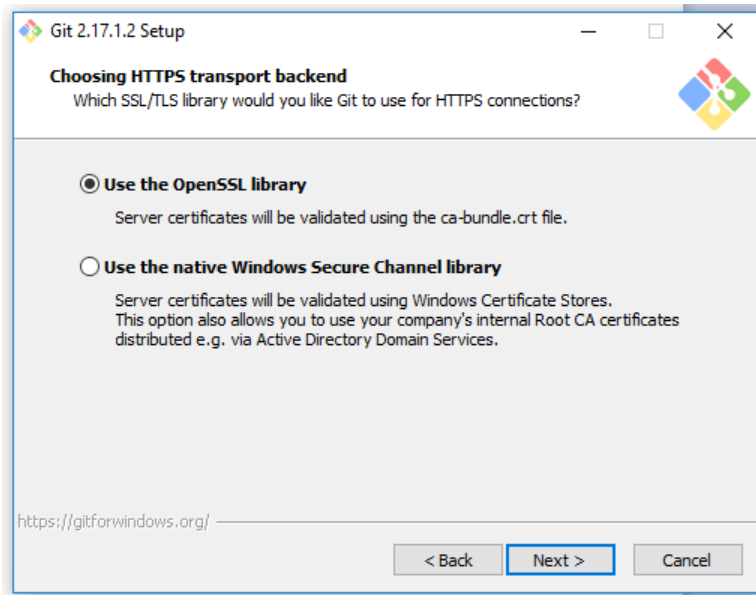 Git 2.17.1.2 Setup
Choosing HTTPS transport backend
Which SSL/TLS library would you like Git to use for HTTPS connections?
Use the OpenSSL library
Server certificates will be validated using the ca-bundle.crt file.
Use the native Windows Secure Channel library
Server certificates will be validated using Windows Certificate Stores.
This option also allows you to use your company's internal Root CA certificates
distributed e.g. via Active Directory Domain Services.
https://gitforwindows.org/
< Back Next > Cancel